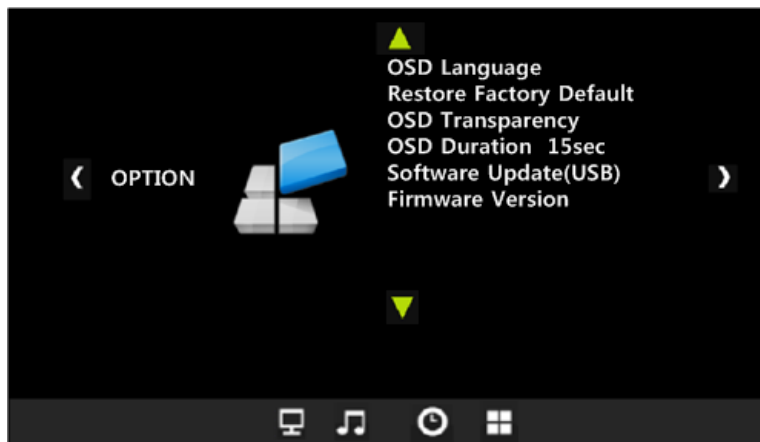 OPTION
OSD Language
Restore Factory Default
OSD Transparency
OSD Duration 15sec
Software Update(USB)
Firmware Version